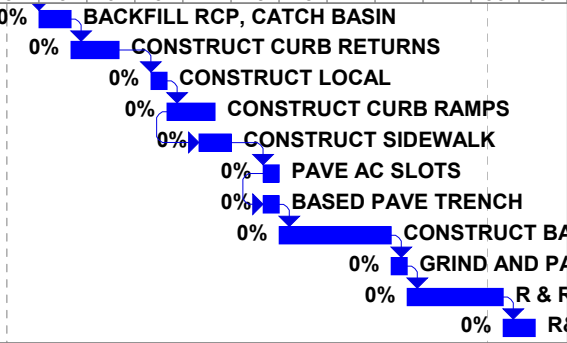 0% BACKFILL RCP, CATCH BASIN
0% CONSTRUCT CURB RETURNS
0% CONSTRUCT LOCAL
0% CONSTRUCT CURB RAMPS
0% CONSTRUCT SIDEWALK
0% PAVE AC SLOTS
0% BASED PAVE TRENCH
0% CONSTRUCT BA
0% GRIND AND PA
0% R & R
0% R&